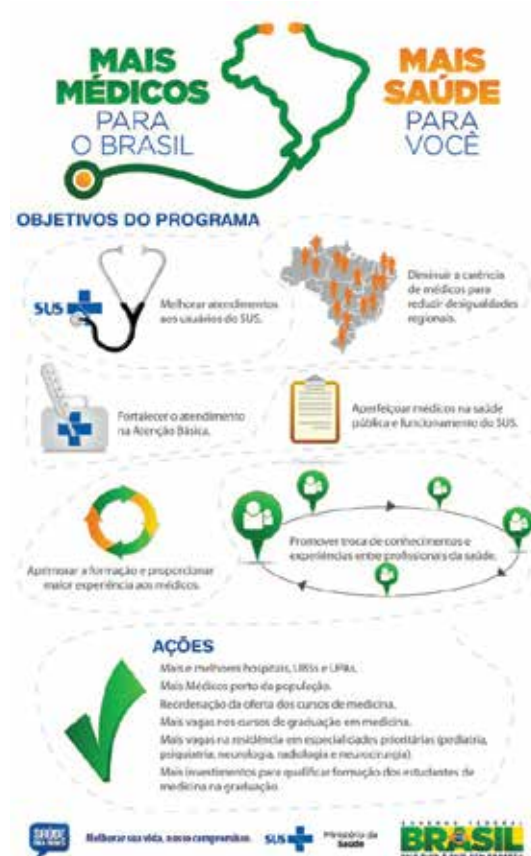 MAIS
MÉDICOS
PARA
O BRASIL
MAIS
SAÚDE
PARA
VOCÊ
OBJETIVOS DO PROGRAMA
SUS
Melhorar atendimentos
aos usuários do SUS.
Diminuir a carência
de médicos para
reduzir desigualdades
regionais.
Fortalecer o atendimento
na Atenção Básica.
Aperfeiçoar médicos na saúde
pública e funcionamento do SUS.
Aprimorar a formação e proporcionar
maior experiência aos médicos.
Promover troca de conhecimentos e
experiências entre profissionais da saúde.
AÇÕES
Mais e melhores hospitais, UBSs e UPAs.
Mais Médicos perto da população.
Reordenação da oferta dos cursos de medicina.
Mais vagas nos cursos de graduação em medicina.
Mais vagas na residência em especialidades prioritárias (pediatria,
psiquiatria, neurologia, radiologia e neurocirurgia)
Mais investimentos para qualificar formação dos estudantes de
medicina na graduação.
SAÚDE
Melhorar sua vida, nosso compromisso.
SUS
Ministério da
Saúde
GOVERNO FEDERAL
BRASIL